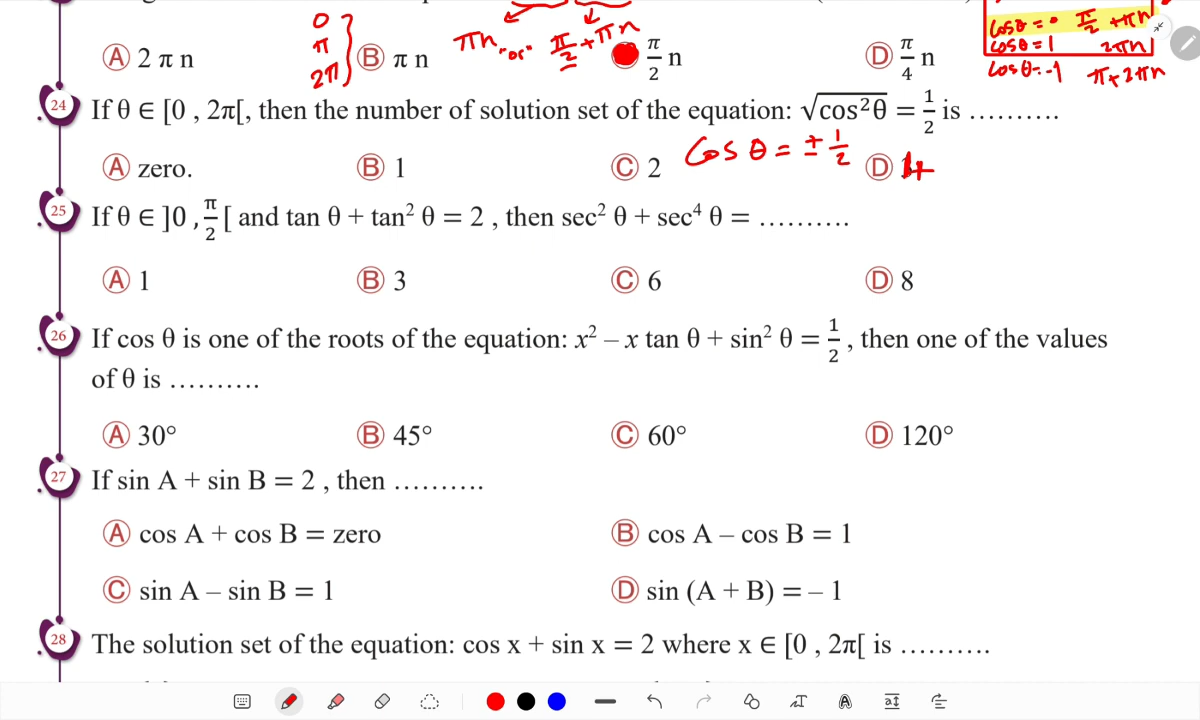 0
π
2π
πn "or" π/2 + πn
cosθ = 0 π/2 + πn
cosθ = 1 2πn
cosθ = -1 π + 2πn
Ⓐ 2 π n Ⓑ π n π/2 n Ⓓ π/4 n
24 If θ ∈ [0 , 2π[, then the number of solution set of the equation: √cos²θ = 1/2 is ..........
Cos θ = ± 1/2
Ⓐ zero. Ⓑ 1 Ⓒ 2 Ⓓ 4
25 If θ ∈ ]0 , π/2 [ and tan θ + tan² θ = 2 , then sec² θ + sec⁴ θ = ..........
Ⓐ 1 Ⓑ 3 Ⓒ 6 Ⓓ 8
26 If cos θ is one of the roots of the equation: x² – x tan θ + sin² θ = 1/2 , then one of the values
of θ is ..........
Ⓐ 30° Ⓑ 45° Ⓒ 60° Ⓓ 120°
27 If sin A + sin B = 2 , then ..........
Ⓐ cos A + cos B = zero Ⓑ cos A – cos B = 1
Ⓒ sin A – sin B = 1 Ⓓ sin (A + B) = – 1
28 The solution set of the equation: cos x + sin x = 2 where x ∈ [0 , 2π[ is ..........